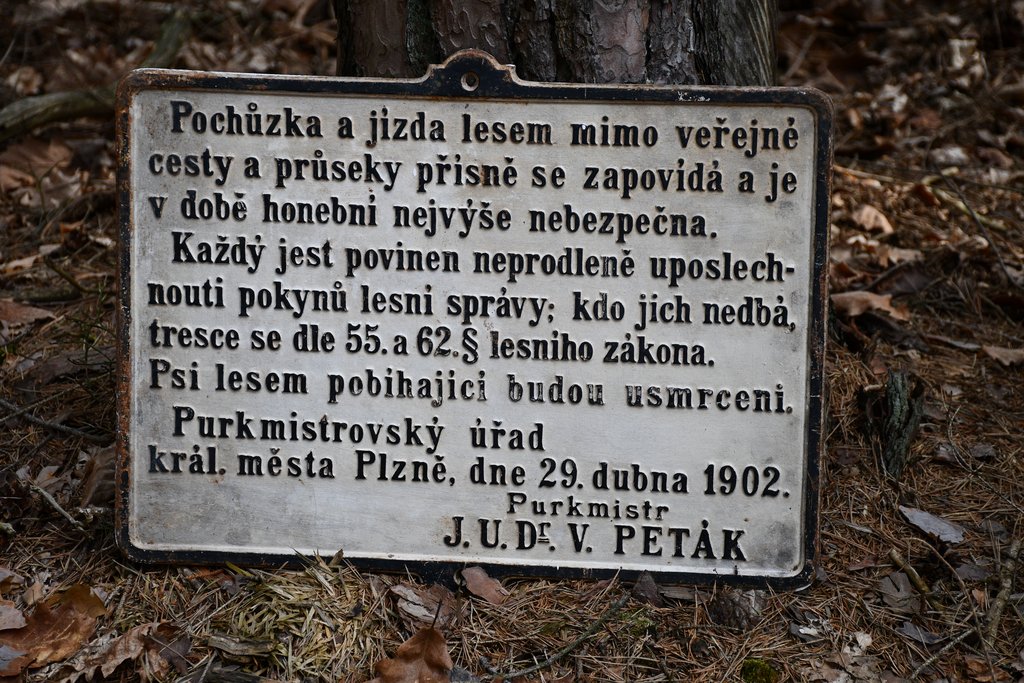 Pochůzka a jízda lesem mimo veřejné
cesty a průseky přísně se zapovídá a je
v době honební nejvýše nebezpečna.
Každý jest povinen neprodleně uposlech-
nouti pokynů lesní správy; kdo jich nedbá,
tresce se dle 55. a 62. § lesního zákona.
Psi lesem pobíhající budou usmrceni.
Purkmistrovský úřad
král. města Plzně, dne 29. dubna 1902.
Purkmistr
J. U. Dr. V. PETÁK